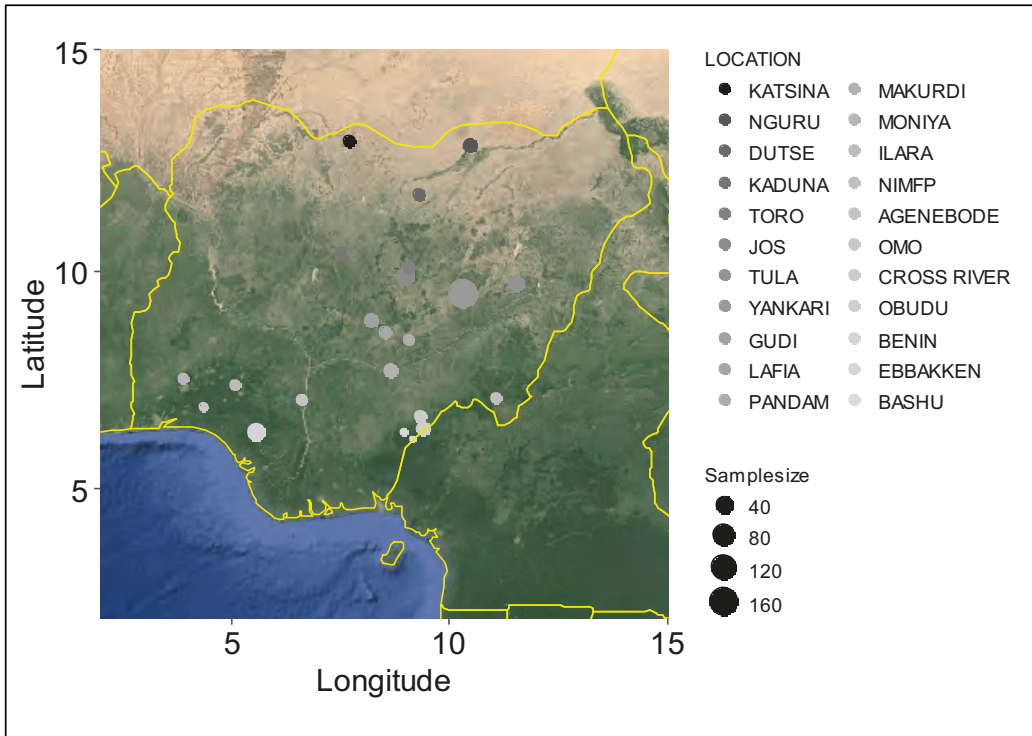 15
10
5
Latitude
5
10
15
Longitude
LOCATION
KATSINA
NGURU
DUTSE
KADUNA
TORO
JOS
TULA
YANKARI
GUDI
LAFIA
PANDAM
MAKURDI
MONIYA
ILARA
NIMFP
AGENEBODE
OMO
CROSS RIVER
OBUDU
BENIN
EBBAKKEN
BASHU
Samplesize
40
80
120
160